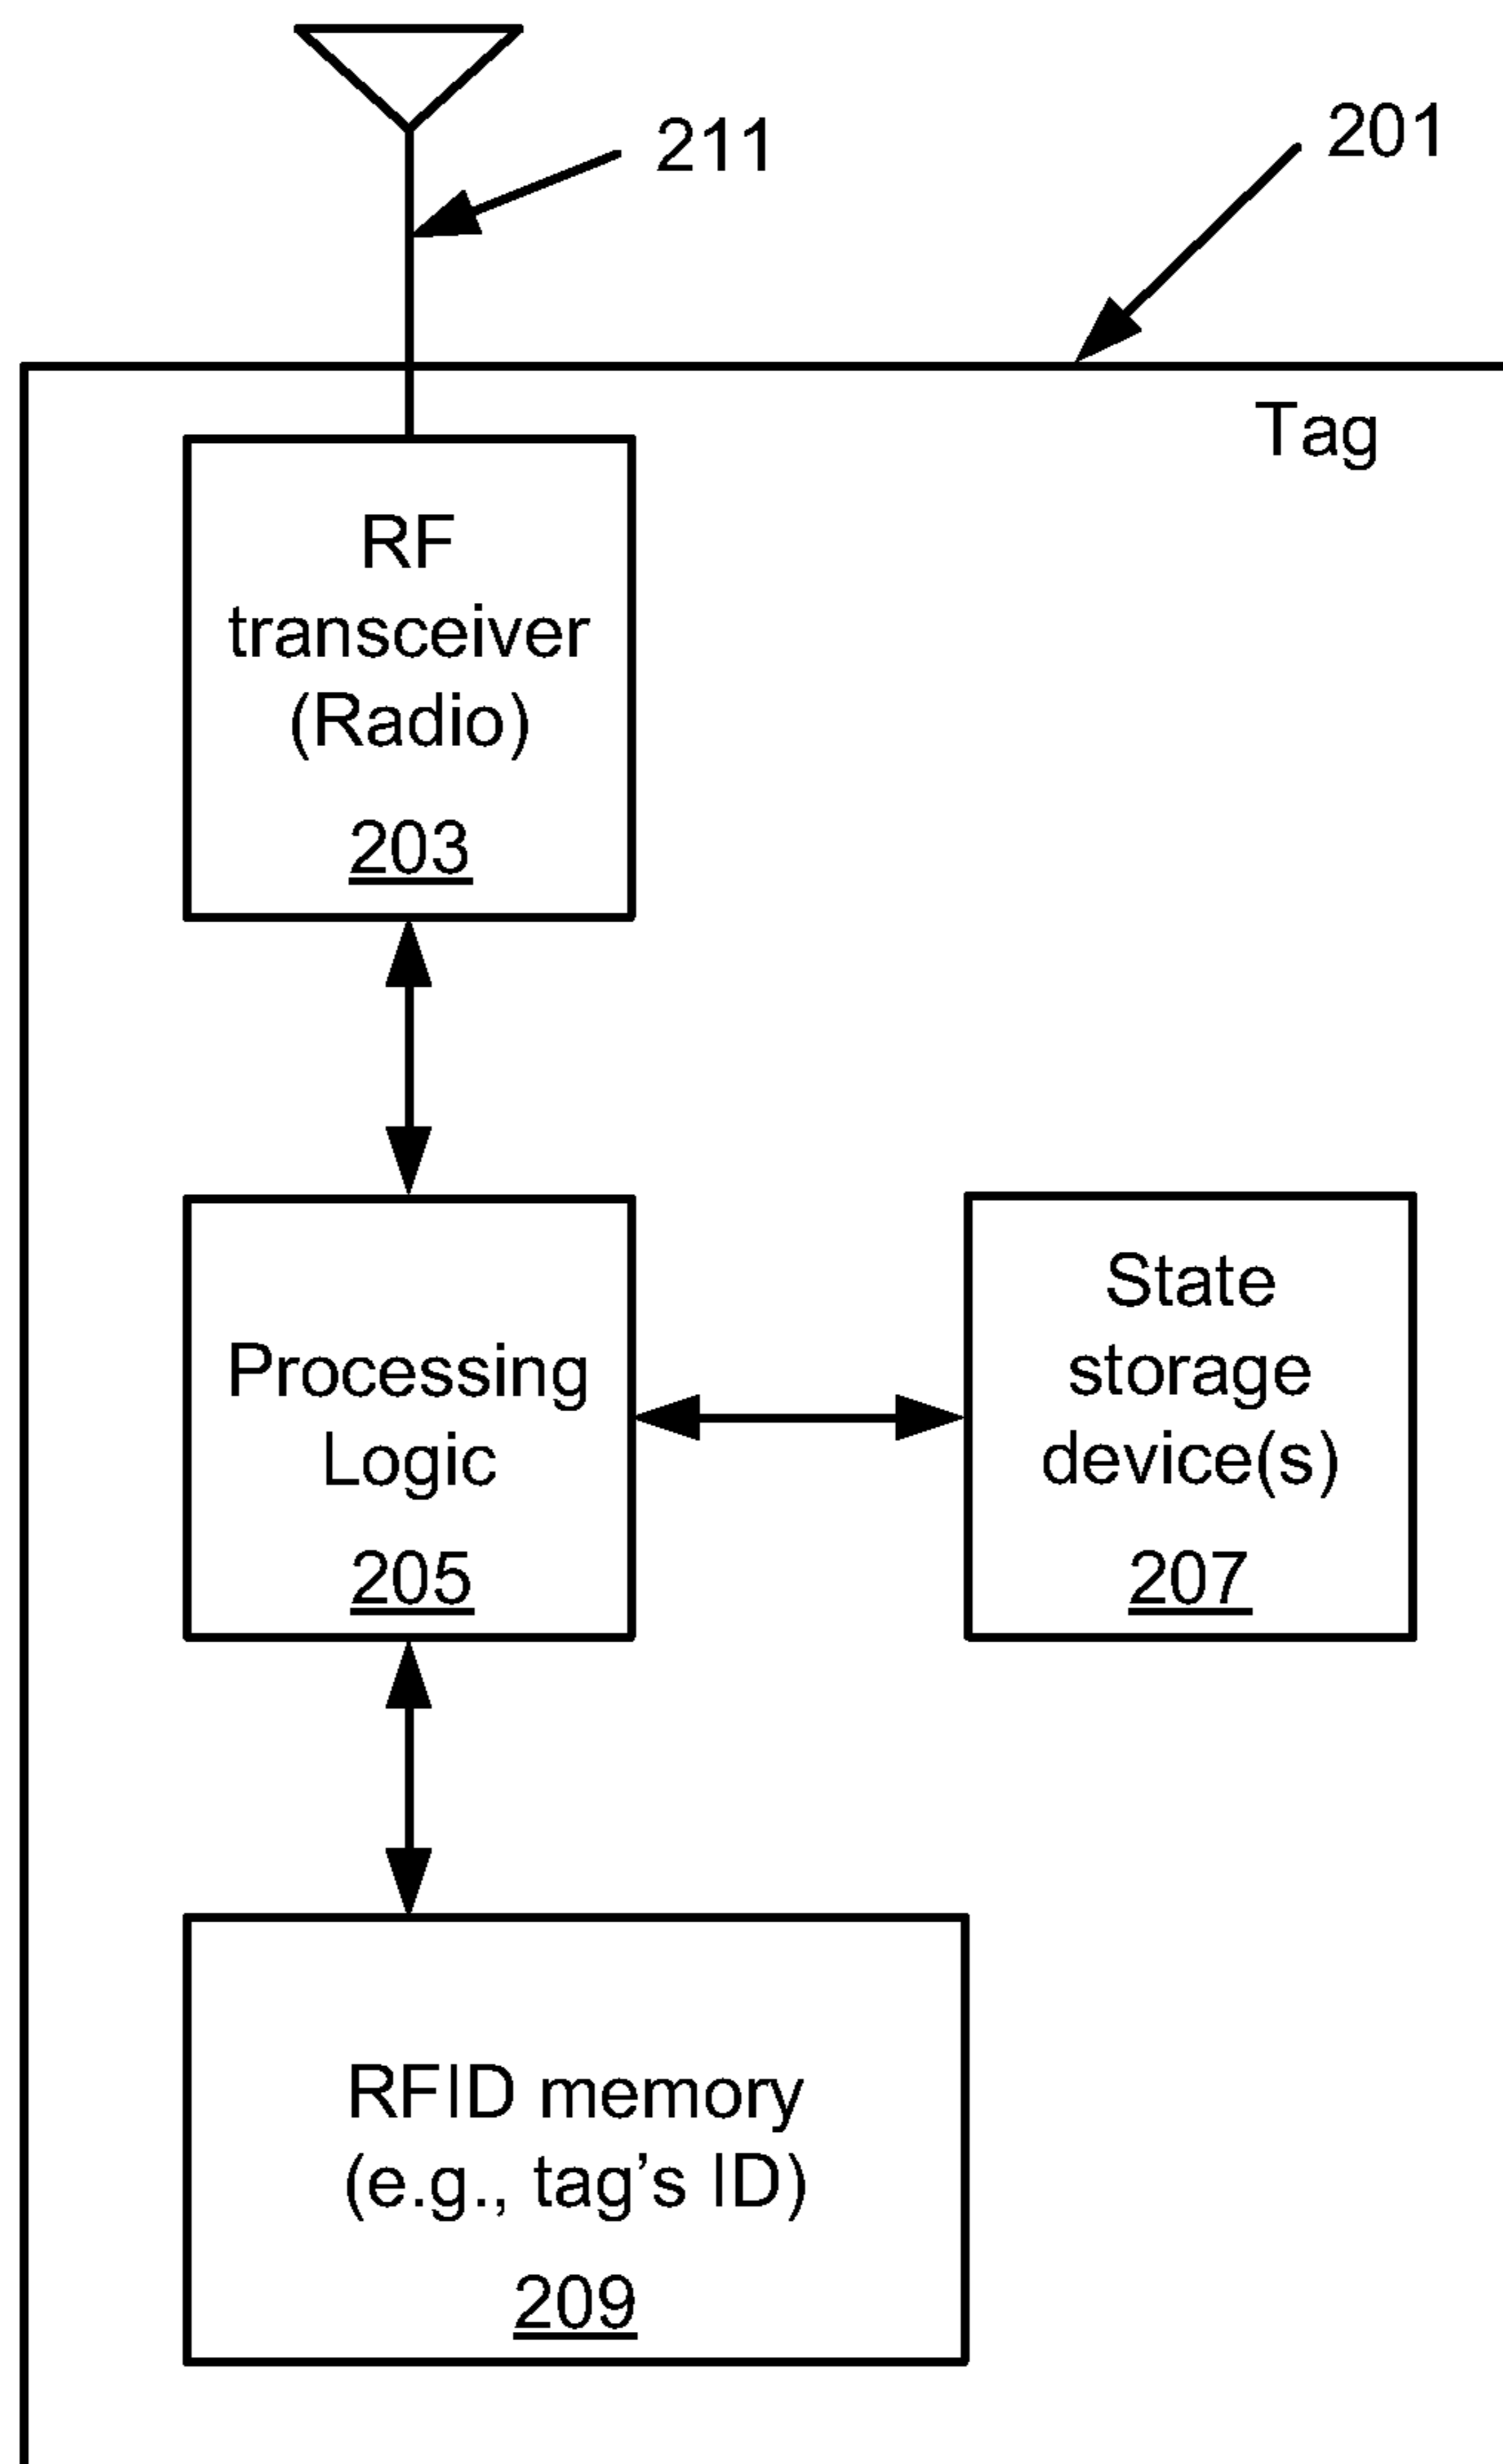 211
201
Tag
RF
transceiver
(Radio)
203
Processing
Logic
205
State
storage
device(s)
207
RFID memory
(e.g., tag’s ID)
209